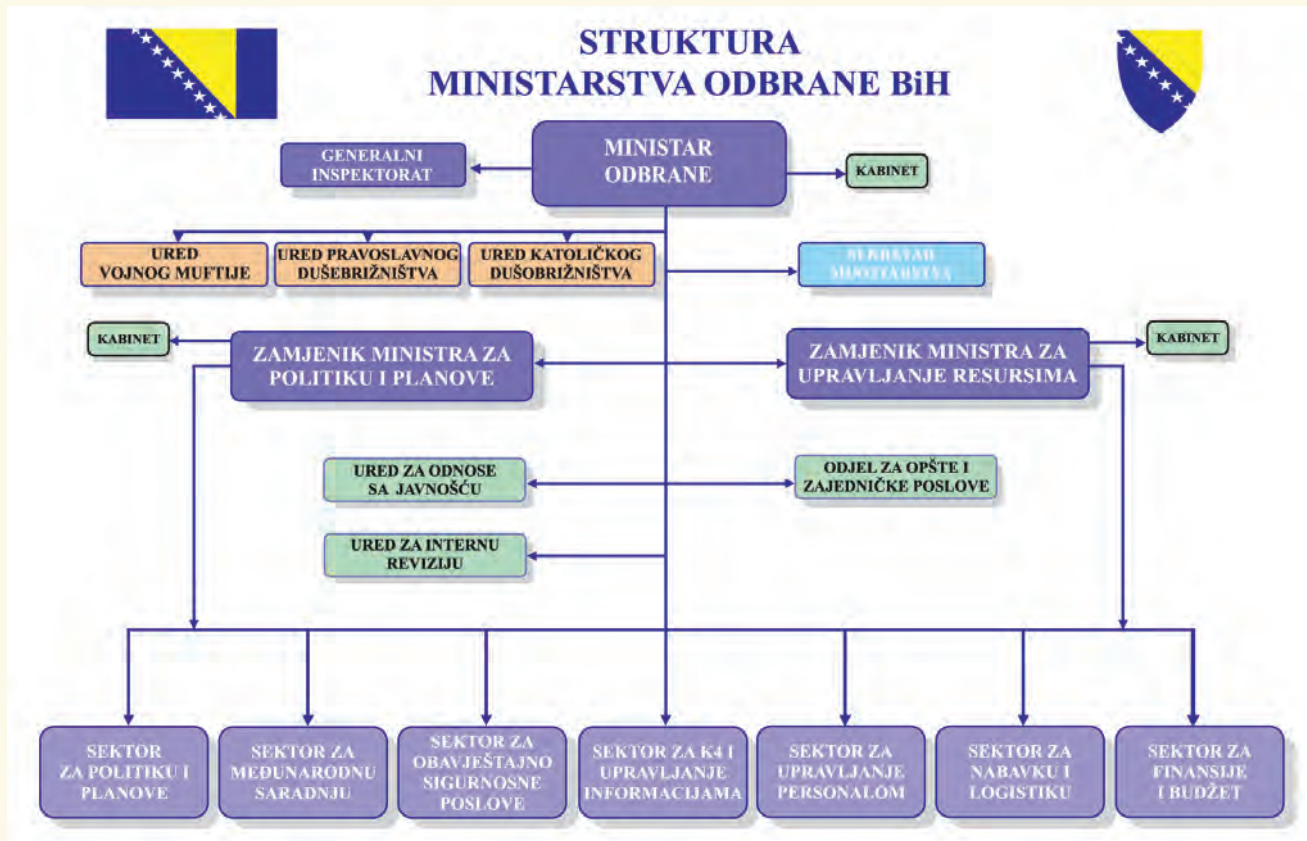 STRUKTURA
MINISTARSTVA ODBRANE BiH
GENERALNI
INSPEKTORAT
MINISTAR
ODBRANE
KABINET
URED
VOJNOG MUFTIJE
URED PRAVOSLAVNOG
DUŠEBRIŽNIŠTVA
URED KATOLIČKOG
DUŠOBRIŽNIŠTVA
SEKRETAR
MINISTARSTVA
KABINET
ZAMJENIK MINISTRA ZA
POLITIKU I PLANOVE
ZAMJENIK MINISTRA ZA
UPRAVLJANJE RESURSIMA
KABINET
URED ZA ODNOSE
SA JAVNOŠĆU
ODJEL ZA OPŠTE I
ZAJEDNIČKE POSLOVE
URED ZA INTERNU
REVIZIJU
SEKTOR
ZA POLITIKU I
PLANOVE
SEKTOR ZA
MEĐUNARODNU
SARADNJU
SEKTOR ZA
OBAVJEŠTAJNO
SIGURNOSNE
POSLOVE
SEKTOR ZA K4 I
UPRAVLJANJE
INFORMACIJAMA
SEKTOR ZA
UPRAVLJANJE
PERSONALOM
SEKTOR ZA
NABAVKU I
LOGISTIKU
SEKTOR ZA
FINANSIJE
I BUDŽET